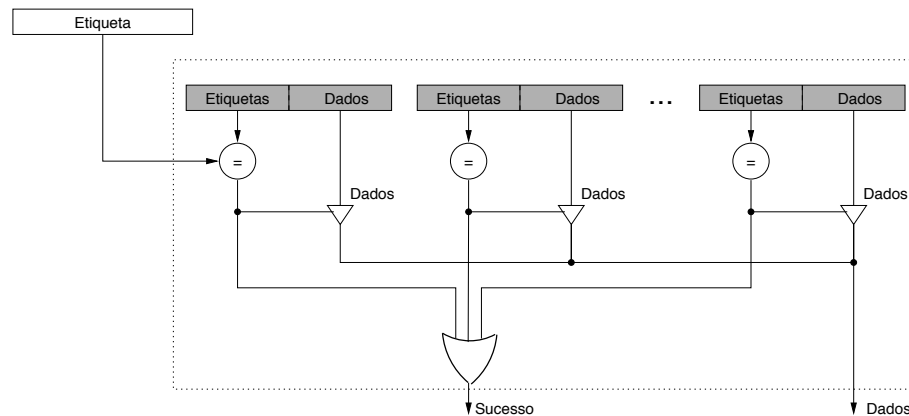 Etiqueta
Etiquetas Dados Etiquetas Dados ... Etiquetas Dados
= = =
Dados Dados Dados
Sucesso Dados